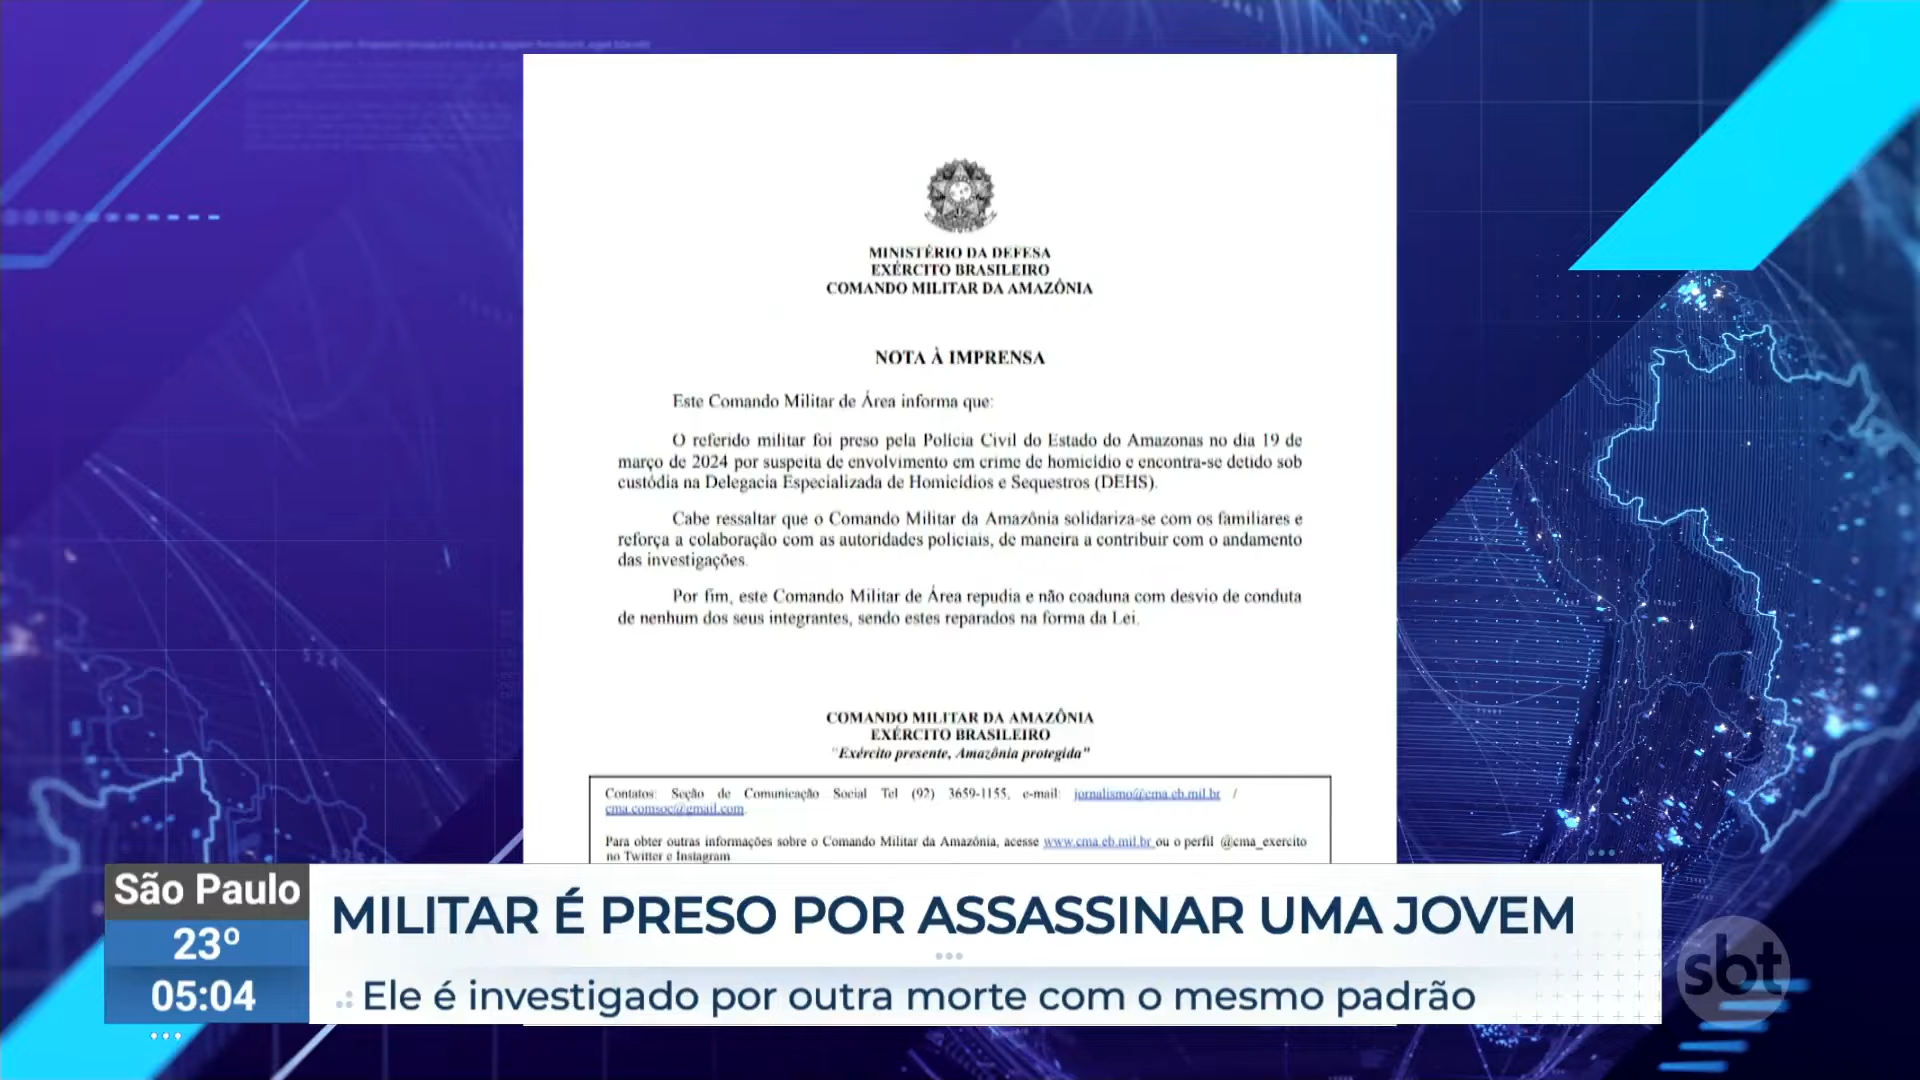 MINISTÉRIO DA DEFESA
EXÉRCITO BRASILEIRO
COMANDO MILITAR DA AMAZÔNIA
NOTA À IMPRENSA
Este Comando Militar de Área informa que:
O referido militar foi preso pela Polícia Civil do Estado do Amazonas no dia 19 de
março de 2024 por suspeita de envolvimento em crime de homicídio e encontra-se detido sob
custódia na Delegacia Especializada de Homicídios e Sequestros (DEHS).
Cabe ressaltar que o Comando Militar da Amazônia solidariza-se com os familiares e
reforça a colaboração com as autoridades policiais, de maneira a contribuir com o andamento
das investigações.
Por fim, este Comando Militar de Área repudia e não coaduna com desvio de conduta
de nenhum dos seus integrantes, sendo estes reparados na forma da Lei.
COMANDO MILITAR DA AMAZÔNIA
EXÉRCITO BRASILEIRO
"Exército presente, Amazônia protegida"
Contatos: Seção de Comunicação Social Tel (92) 3659-1155, e-mail: jornalismo@cma.eb.mil.br /
cma.comsoc@gmail.com.
Para obter outras informações sobre o Comando Militar da Amazônia, acesse www.cma.eb.mil.br ou o perfil @cma_exercito
no Twitter e Instagram
São Paulo
23º
05:04
MILITAR É PRESO POR ASSASSINAR UMA JOVEM
Ele é investigado por outra morte com o mesmo padrão
sbt